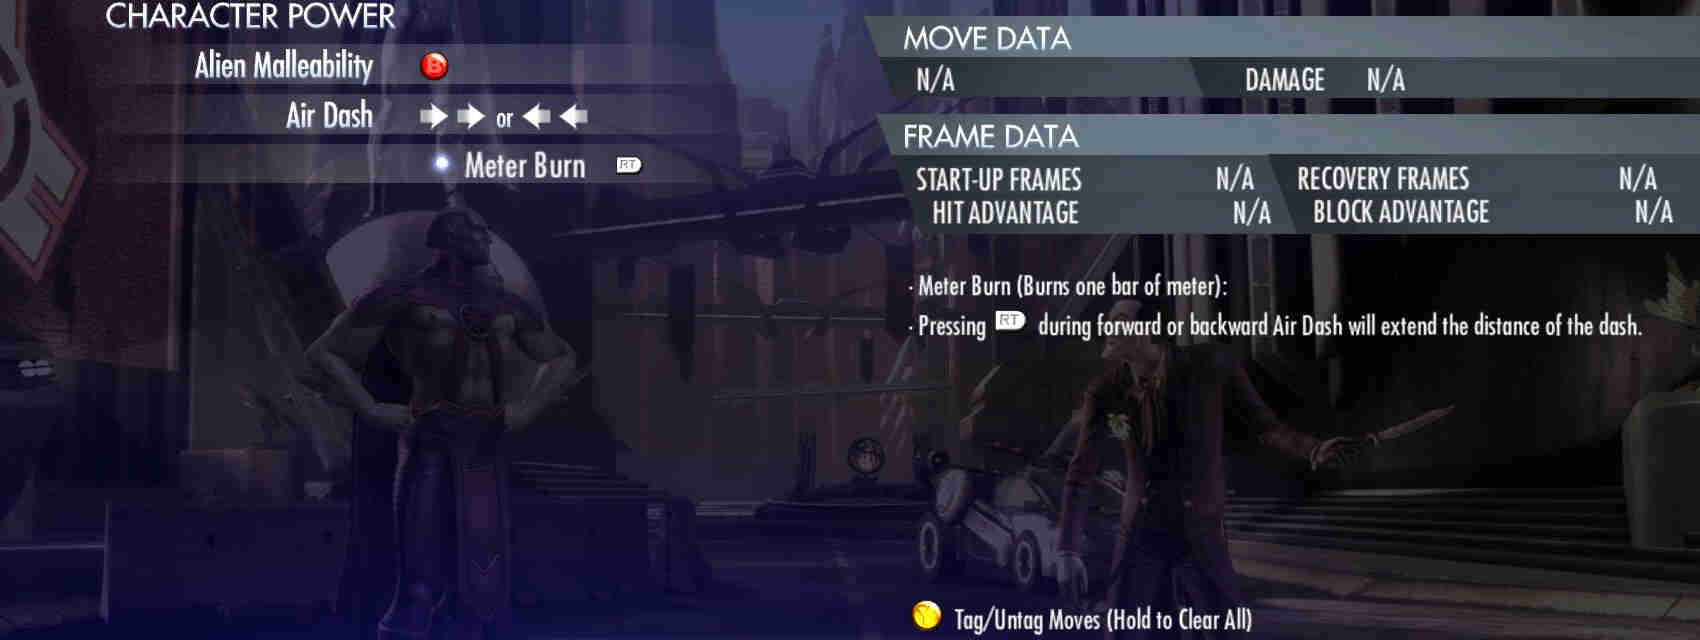 CHARACTER POWER
Alien Malleability B
Air Dash or
Meter Burn RT
MOVE DATA
N/A DAMAGE N/A
FRAME DATA
START-UP FRAMES N/A RECOVERY FRAMES N/A
HIT ADVANTAGE N/A BLOCK ADVANTAGE N/A
· Meter Burn (Burns one bar of meter):
· Pressing RT during forward or backward Air Dash will extend the distance of the dash.
Y Tag/Untag Moves (Hold to Clear All)